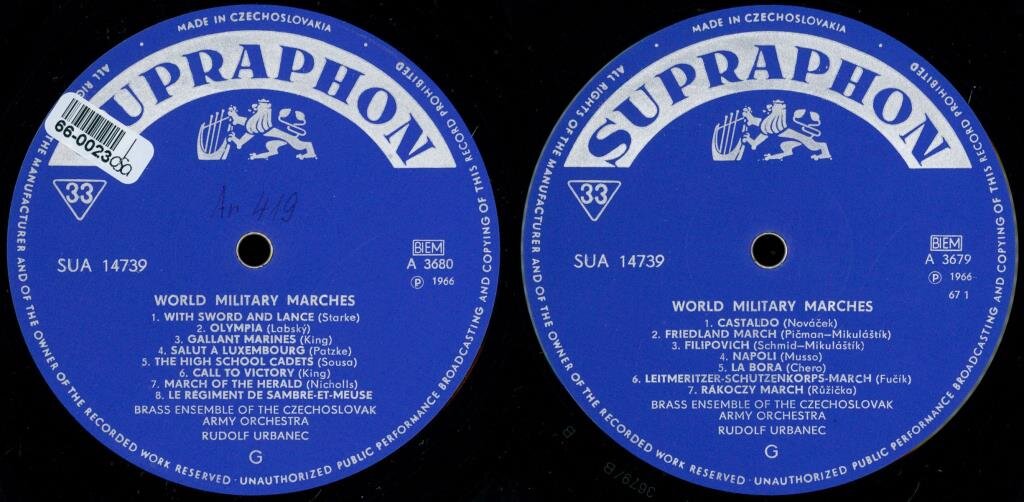 MADE IN CZECHOSLOVAKIA
ALL RIGHTS OF THE MANUFACTURER AND OF THE OWNER OF THE RECORDED WORK RESERVED · UNAUTHORIZED PUBLIC PERFORMANCE BROADCASTING AND COPYING OF THIS RECORD PROHIBITED
SUPRAPHON
66-0023
33
An 419
SUA 14739
BIEM
A 3680
Ⓟ 1966
WORLD MILITARY MARCHES
1. WITH SWORD AND LANCE (Starke)
2. OLYMPIA (Labský)
3. GALLANT MARINES (King)
4. SALUT À LUXEMBOURG (Patzke)
5. THE HIGH SCHOOL CADETS (Sousa)
6. CALL TO VICTORY (King)
7. MARCH OF THE HERALD (Nicholls)
8. LE RÉGIMENT DE SAMBRE-ET-MEUSE
BRASS ENSEMBLE OF THE CZECHOSLOVAK
ARMY ORCHESTRA
RUDOLF URBANEC
G
MADE IN CZECHOSLOVAKIA
ALL RIGHTS OF THE MANUFACTURER AND OF THE OWNER OF THE RECORDED WORK RESERVED · UNAUTHORIZED PUBLIC PERFORMANCE BROADCASTING AND COPYING OF THIS RECORD PROHIBITED
SUPRAPHON
33
SUA 14739
BIEM
A 3679
Ⓟ 1966
67 1
WORLD MILITARY MARCHES
1. CASTALDO (Nováček)
2. FRIEDLAND MARCH (Pičman-Mikuláštík)
3. FILIPOVICH (Schmid-Mikuláštík)
4. NAPOLI (Musso)
5. LA BORA (Chero)
6. LEITMERITZER-SCHUTZENKORPS-MARCH (Fučík)
7. RÁKOCZY MARCH (Růžička)
BRASS ENSEMBLE OF THE CZECHOSLOVAK
ARMY ORCHESTRA
RUDOLF URBANEC
G
3679/B